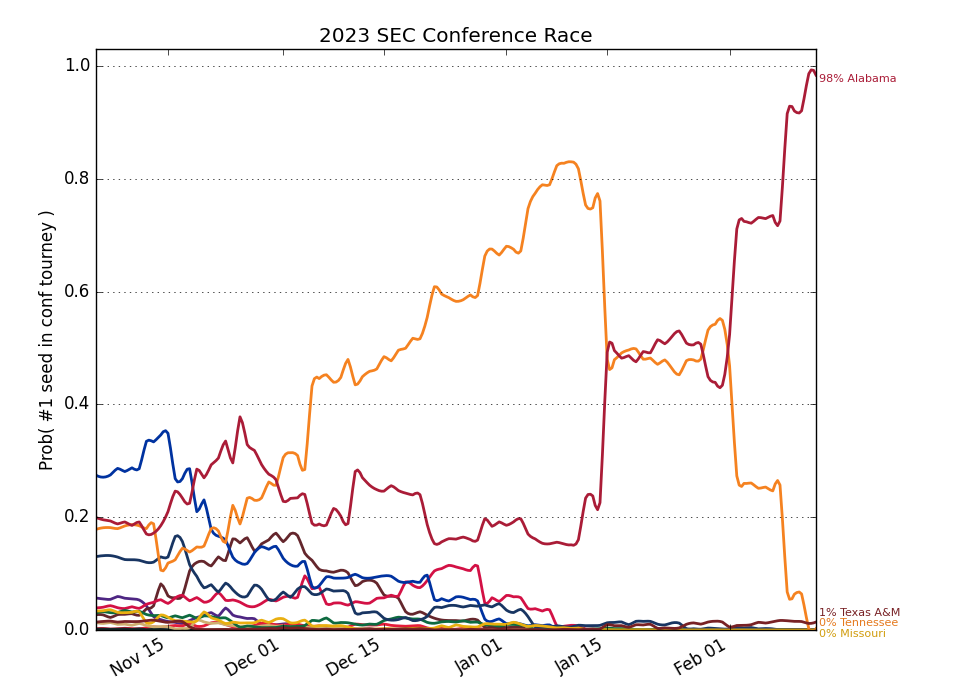 2023 SEC Conference Race
Prob( #1 seed in conf tourney )
1.0
0.8
0.6
0.4
0.2
0.0
98% Alabama
1% Texas A&M
0% Tennessee
0% Missouri
Nov 15
Dec 01
Dec 15
Jan 01
Jan 15
Feb 01